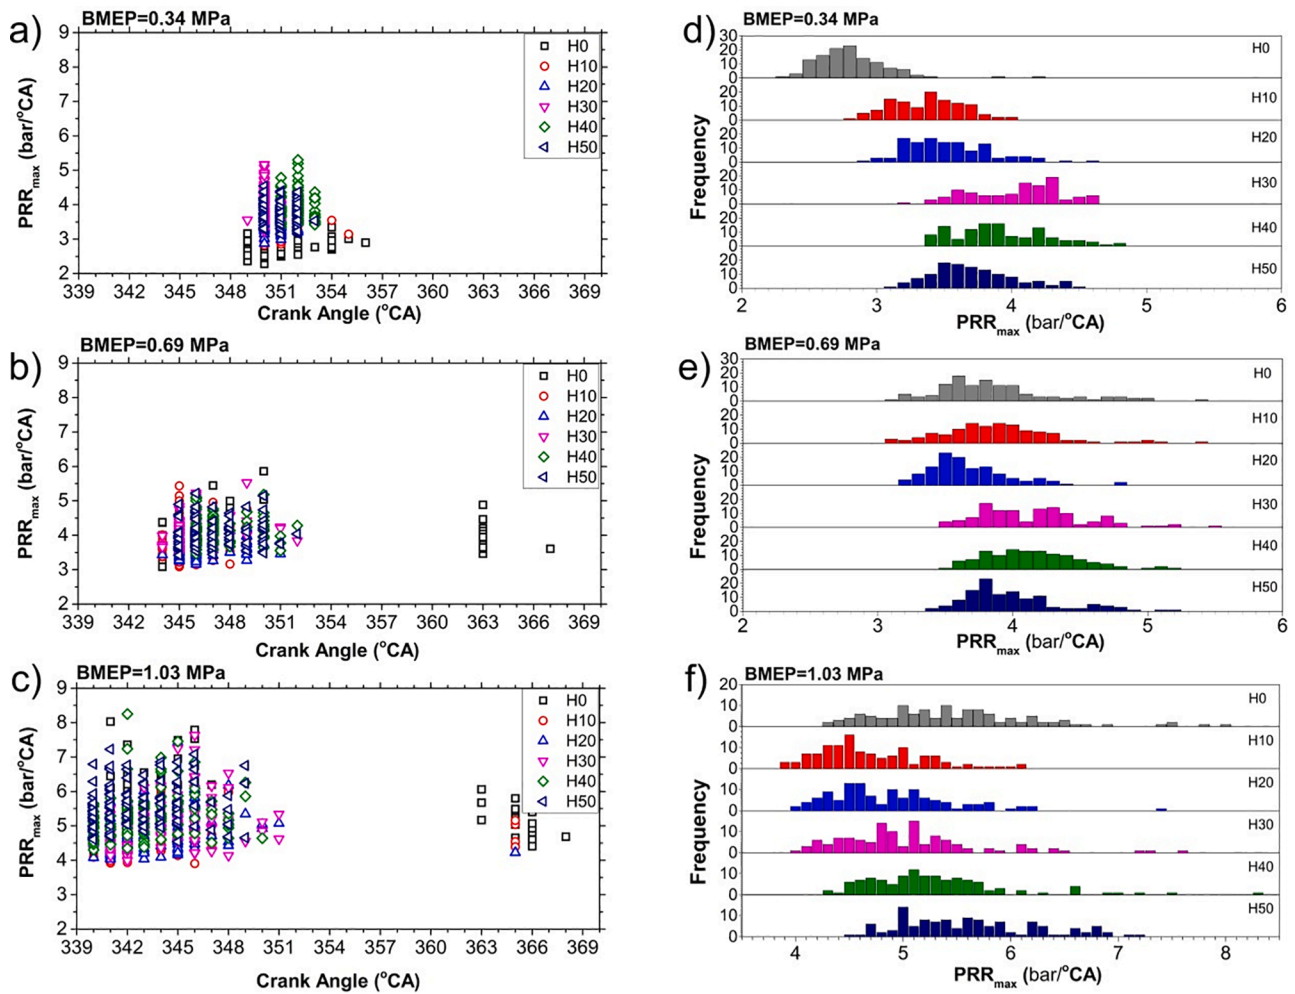 a)
BMEP=0.34 MPa
9
8
7
6
5
4
3
2
PRRmax (bar/°CA)
H0
H10
H20
H30
H40
H50
339 342 345 348 351 354 357 360 363 366 369
Crank Angle (°CA)
d)
BMEP=0.34 MPa
30
20
10
0
20
10
0
20
10
0
20
10
0
20
10
0
20
10
0
Frequency
H0
H10
H20
H30
H40
H50
2 3 4 5 6
PRRmax (bar/°CA)
b)
BMEP=0.69 MPa
9
8
7
6
5
4
3
2
PRRmax (bar/°CA)
H0
H10
H20
H30
H40
H50
339 342 345 348 351 354 357 360 363 366 369
Crank Angle (°CA)
e)
BMEP=0.69 MPa
30
20
10
0
20
10
0
20
10
0
20
10
0
20
10
0
20
10
0
Frequency
H0
H10
H20
H30
H40
H50
2 3 4 5 6
PRRmax (bar/°CA)
c)
BMEP=1.03 MPa
9
8
7
6
5
4
3
2
PRRmax (bar/°CA)
H0
H10
H20
H30
H40
H50
339 342 345 348 351 354 357 360 363 366 369
Crank Angle (°CA)
f)
BMEP=1.03 MPa
20
10
0
10
0
10
0
10
0
10
0
10
0
Frequency
H0
H10
H20
H30
H40
H50
4 5 6 7 8
PRRmax (bar/°CA)